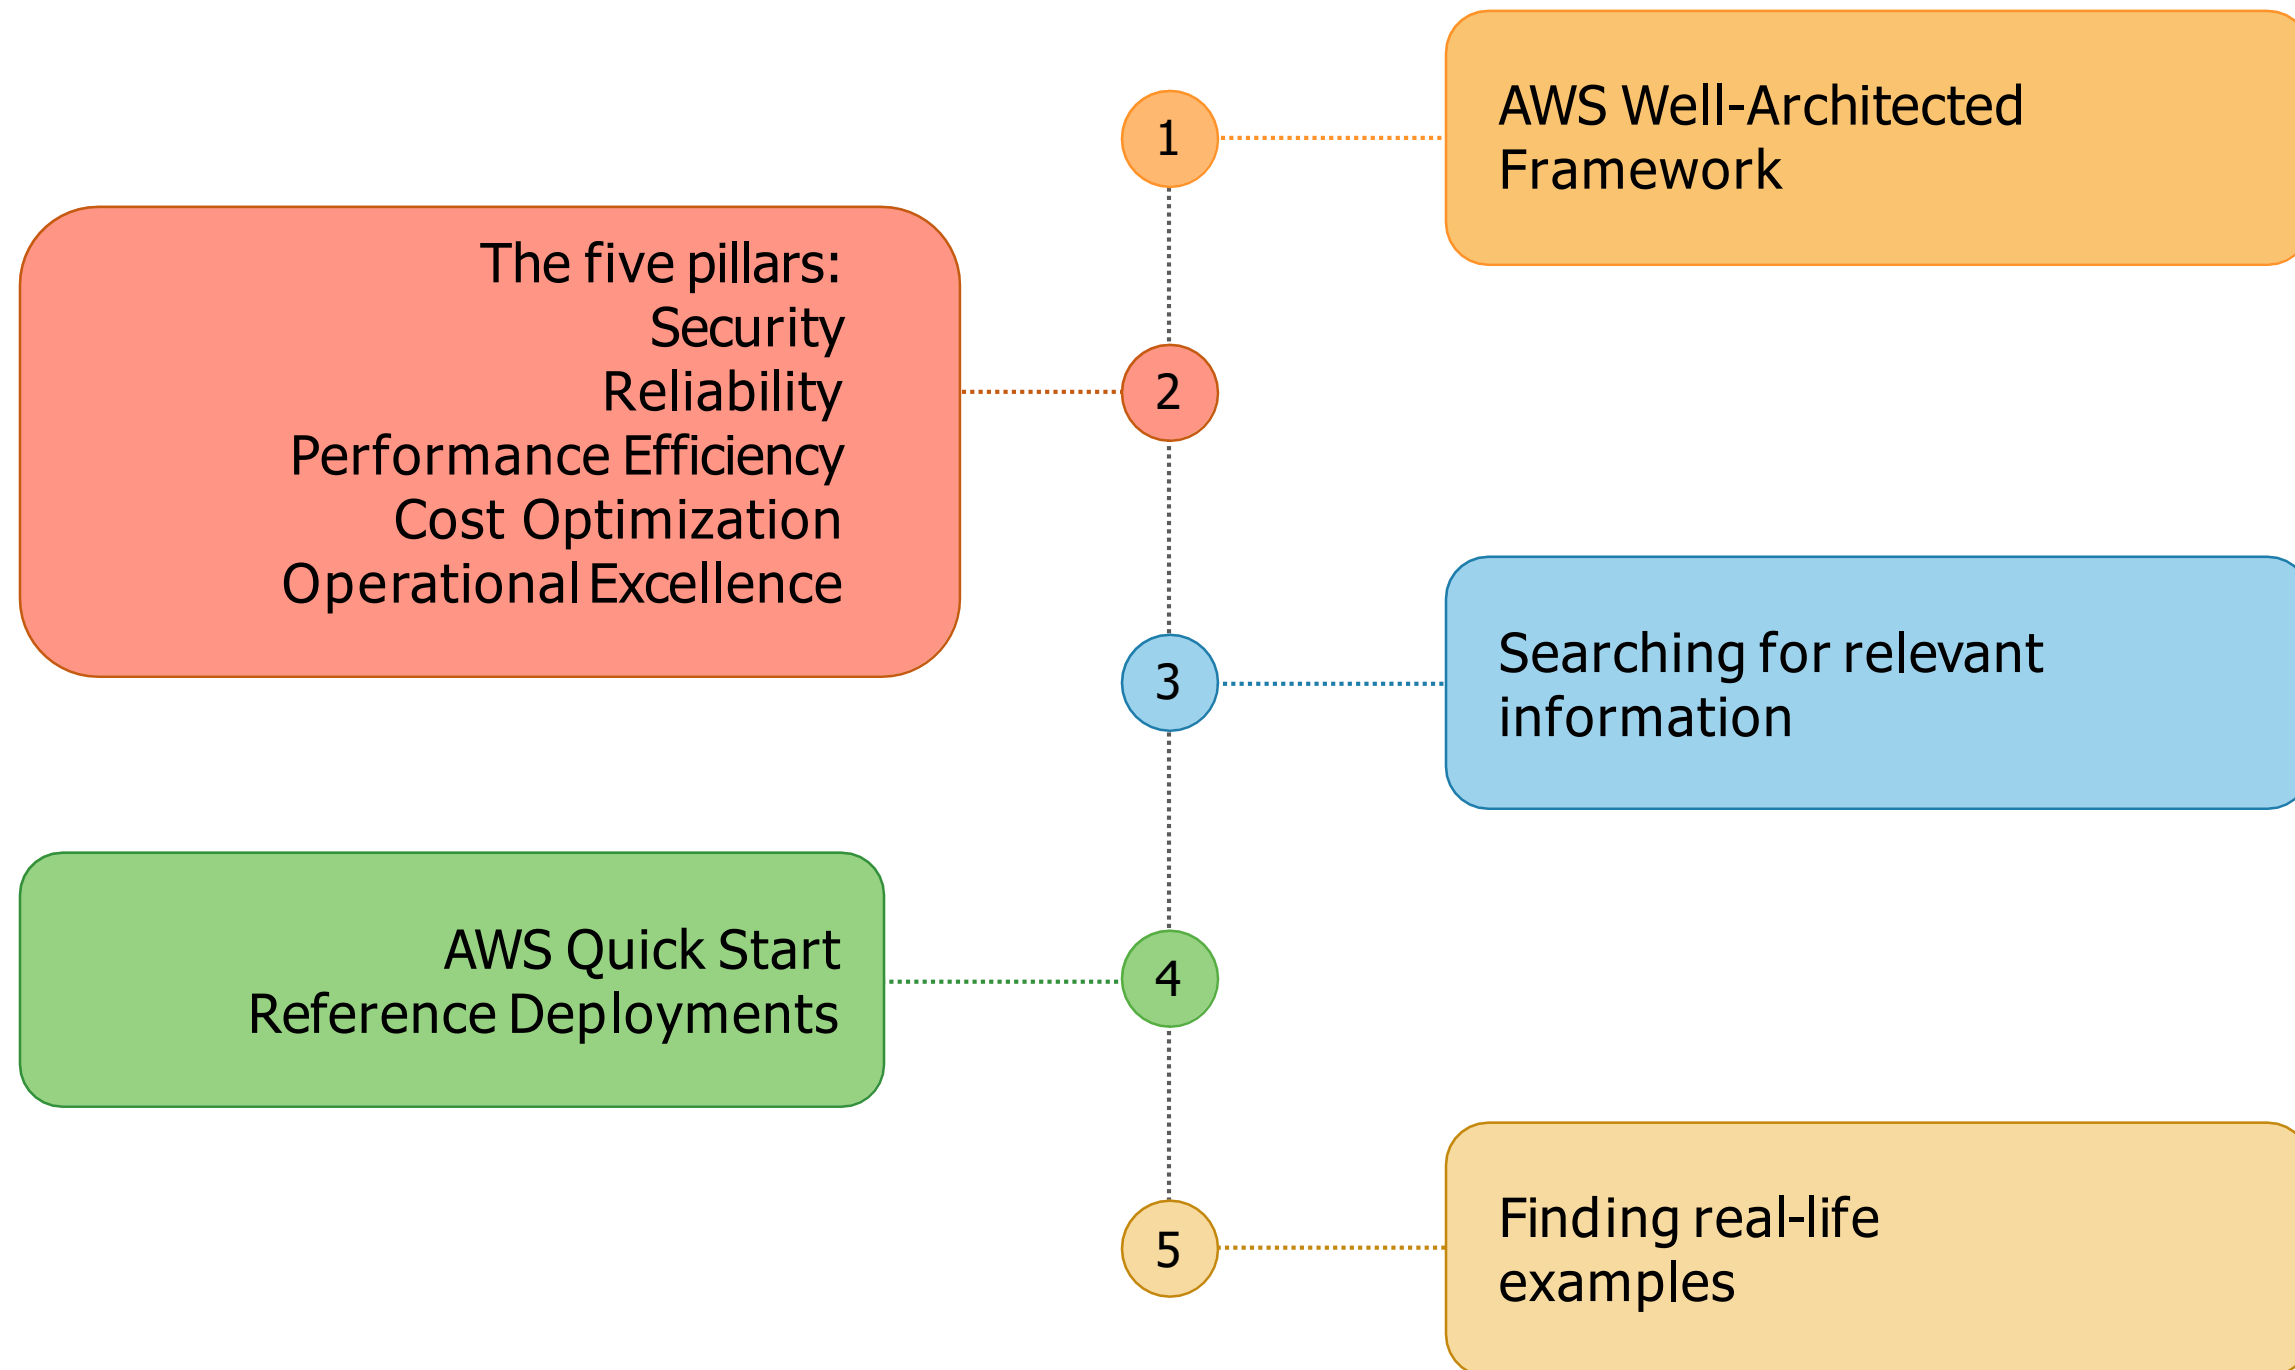 1
AWS Well-Architected
Framework
The five pillars:
Security
Reliability
Performance Efficiency
Cost Optimization
Operational Excellence
2
3
Searching for relevant
information
AWS Quick Start
Reference Deployments
4
5
Finding real-life
examples